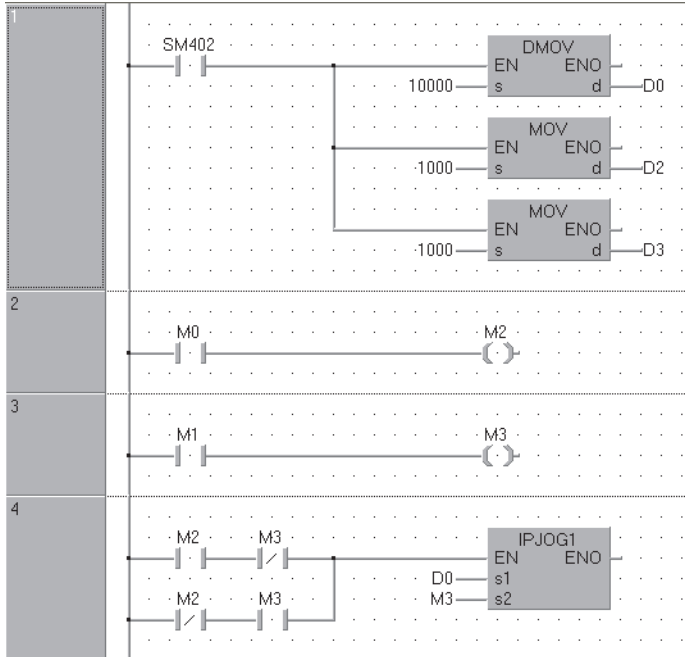 1
SM402
DMOV
EN ENO
10000 s d D0
MOV
EN ENO
1000 s d D2
MOV
EN ENO
1000 s d D3
2
M0 M2
3
M1 M3
4
M2 M3 IPJOG1
EN ENO
D0 s1
M2 M3 M3 s2